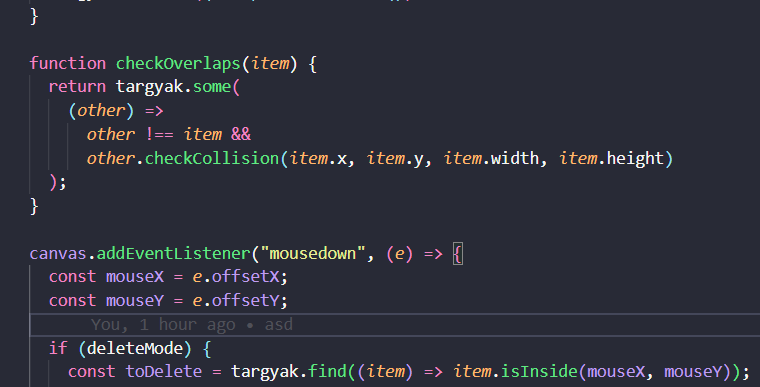 }
function checkOverlaps(item) {
return targyak.some(
(other) =>
other !== item &&
other.checkCollision(item.x, item.y, item.width, item.height)
);
}
canvas.addEventListener("mousedown", (e) => {
const mouseX = e.offsetX;
const mouseY = e.offsetY;
You, 1 hour ago • asd
if (deleteMode) {
const toDelete = targyak.find((item) => item.isInside(mouseX, mouseY));